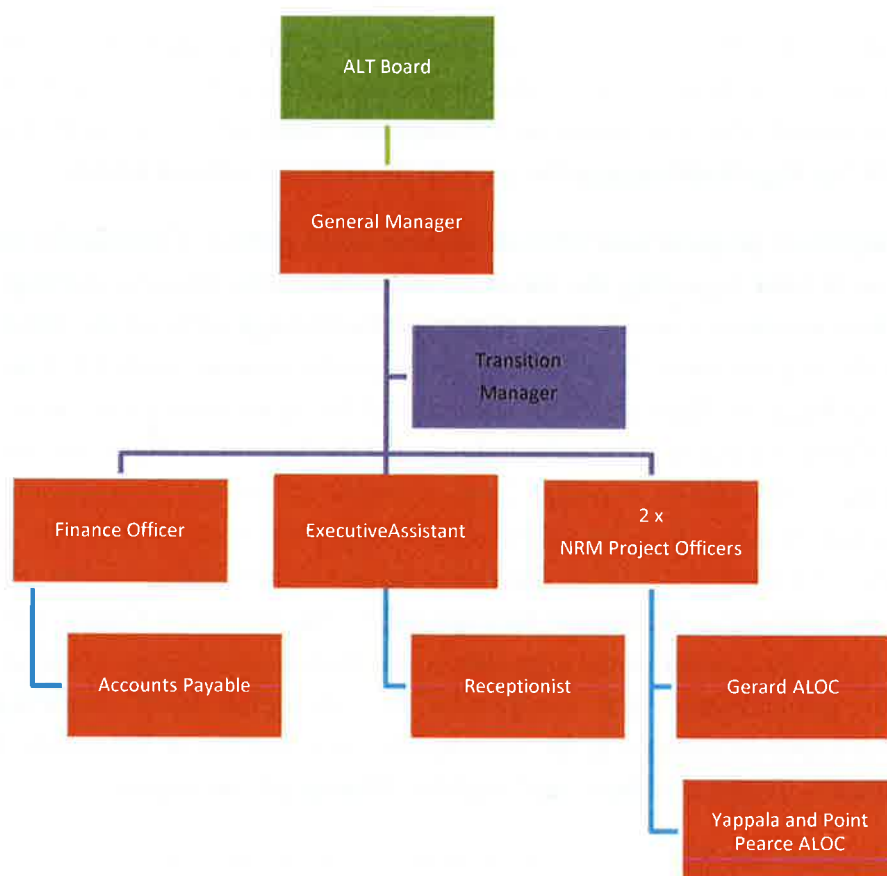 ALT Board
General Manager
Transition
Manager
Finance Officer
ExecutiveAssistant
2 x
NRM Project Officers
Accounts Payable
Receptionist
Gerard ALOC
Yappala and Point
Pearce ALOC